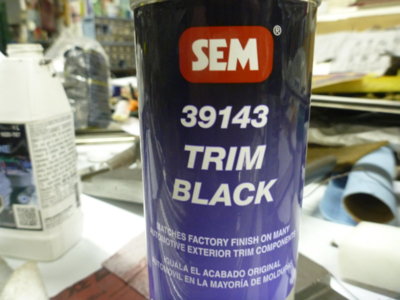 SEM®
39143
TRIM
BLACK
MATCHES FACTORY FINISH ON MANY
AUTOMOTIVE EXTERIOR TRIM COMPONENTS
IGUALA EL ACABADO ORIGINAL
AUTOMÓVIL EN LA MAYORÍA DE MOLDURAS